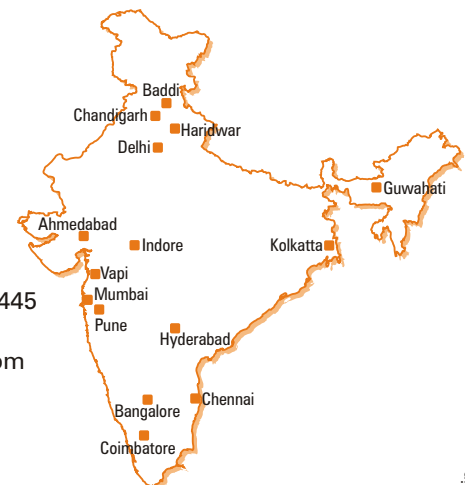 Baddi
Chandigarh
Haridwar
Delhi
Guwahati
Ahmedabad
Indore
Kolkatta
Vapi
445
Mumbai
Pune
Hyderabad
om
Bangalore
Chennai
Coimbatore